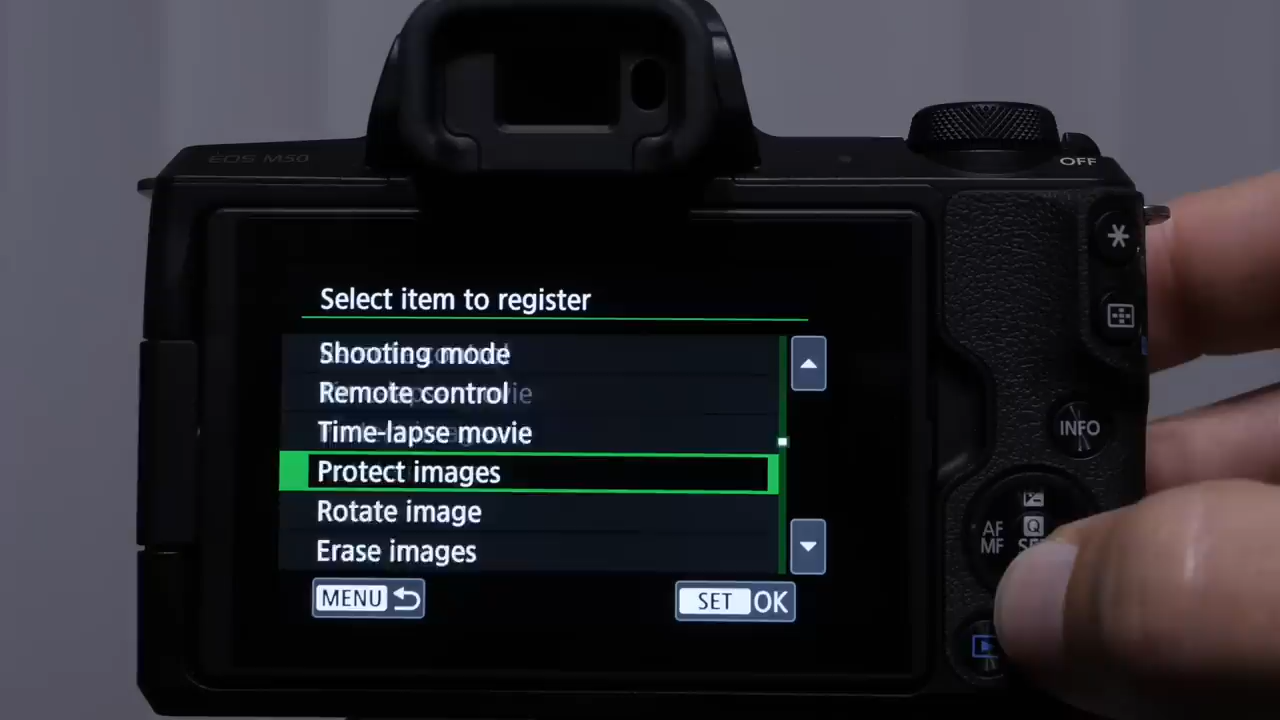 EOS M50
OFF
Select item to register
Shooting mode
Remote control
Time-lapse movie
Protect images
Rotate image
Erase images
MENU
SET OK
INFO
AF
MF
Q